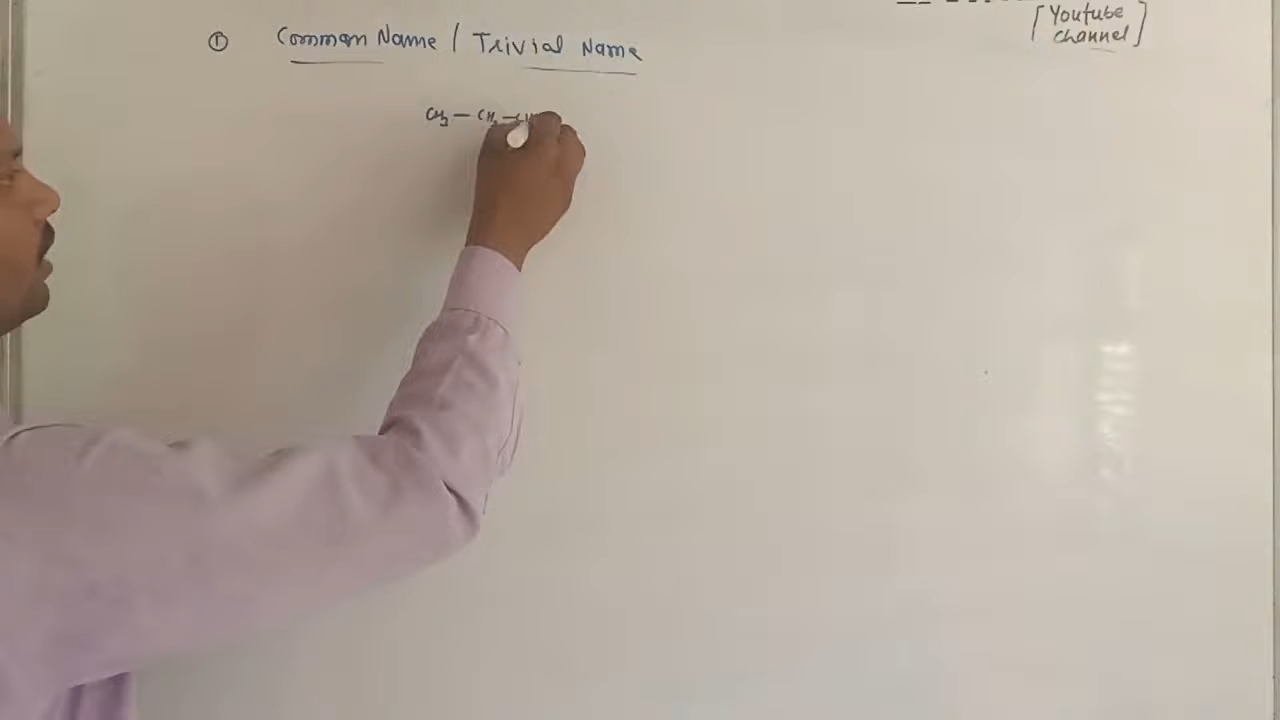 [Youtube
channel]
① Common Name / Trivial Name
CH₃ — CH₂ — CH